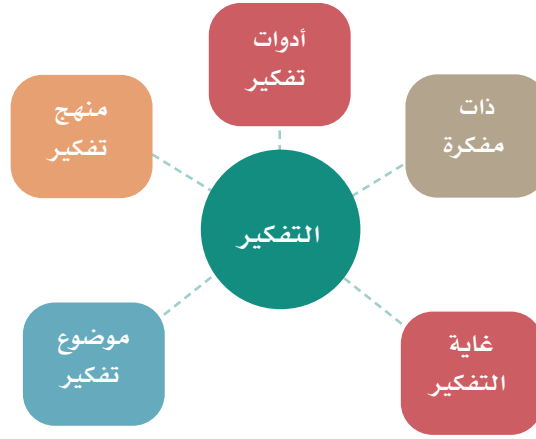 أدوات
تفكير
ذات
مفكرة
منهج
تفكير
التفكير
موضوع
تفكير
غاية
التفكير